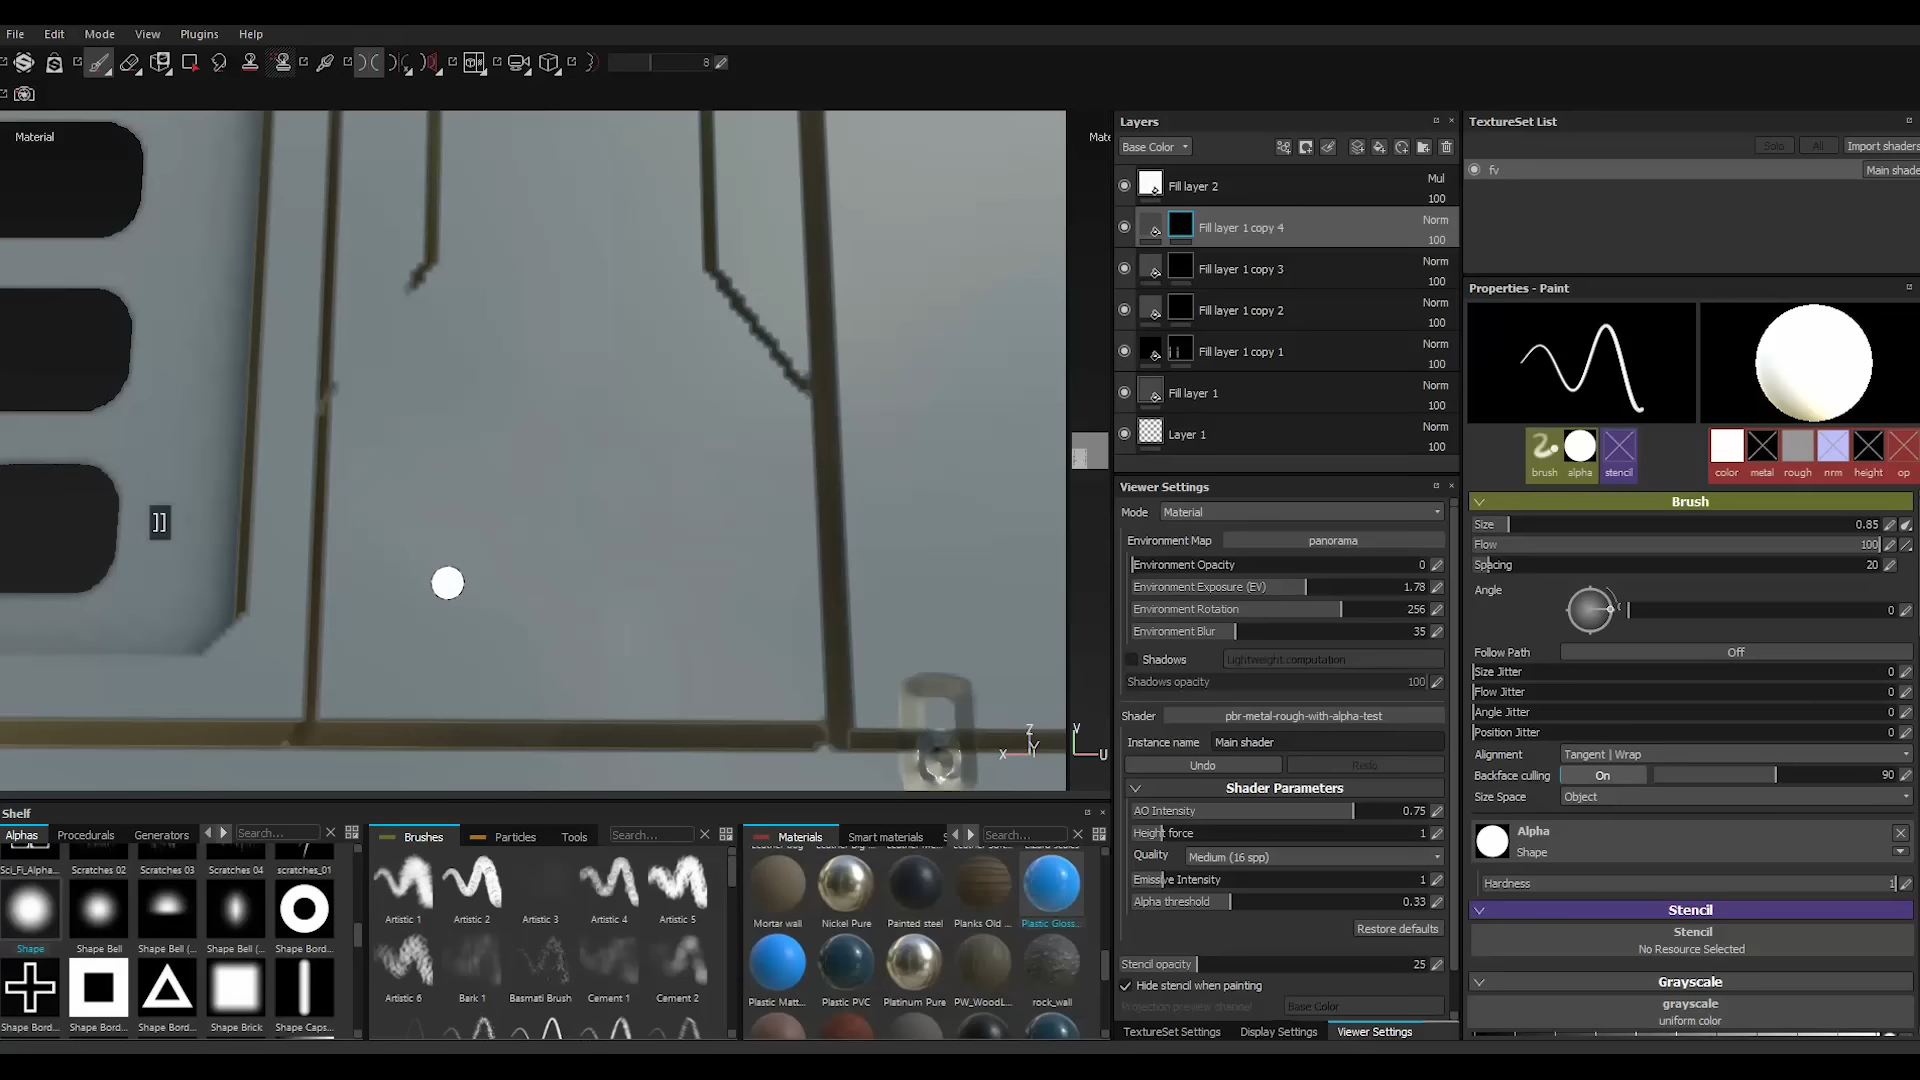 File Edit Mode View Plugins Help
8
Material
Mate
]]
Z
Y
X
V
U
Layers
Base Color
Fill layer 2 Mul
100
Fill layer 1 copy 4 Norm
100
Fill layer 1 copy 3 Norm
100
Fill layer 1 copy 2 Norm
100
Fill layer 1 copy 1 Norm
100
Fill layer 1 Norm
100
Layer 1 Norm
100
Viewer Settings
Mode Material
Environment Map panorama
Environment Opacity 0
Environment Exposure (EV) 1.78
Environment Rotation 256
Environment Blur 35
Shadows Lightweight computation
Shadows opacity 100
Shader pbr-metal-rough-with-alpha-test
Instance name Main shader
Undo Redo
Shader Parameters
AO Intensity 0.75
Height force 1
Quality Medium (16 spp)
Emissive Intensity 1
Alpha threshold 0.33
Restore defaults
Stencil opacity 25
Hide stencil when painting
Projection preview channel Base Color
TextureSet Settings Display Settings Viewer Settings
TextureSet List
Solo All Import shaders
fv Main shade
Properties - Paint
brush alpha stencil color metal rough nrm height op
Brush
Size 0.85
Flow 100
Spacing 20
Angle 0
Follow Path Off
Size Jitter 0
Flow Jitter 0
Angle Jitter 0
Position Jitter 0
Alignment Tangent | Wrap
Backface culling On 90
Size Space Object
Alpha
Shape
Hardness 1
Stencil
Stencil
No Resource Selected
Grayscale
grayscale
uniform color
Shelf
Alphas Procedurals Generators Search...
Sci_Fi_Alpha... Scratches 02 Scratches 03 Scratches 04 scratches_01
Shape Shape Bell Shape Bell (... Shape Bell (... Shape Bord...
Shape Bord... Shape Bord... Shape Bord... Shape Brick Shape Caps...
Brushes Particles Tools Search...
Artistic 1 Artistic 2 Artistic 3 Artistic 4 Artistic 5
Artistic 6 Bark 1 Basmati Brush Cement 1 Cement 2
Materials Smart materials S Search...
Mortar wall Nickel Pure Painted steel Planks Old ... Plastic Gloss...
Plastic Matt... Plastic PVC Platinum Pure PW_WoodL... rock_wall